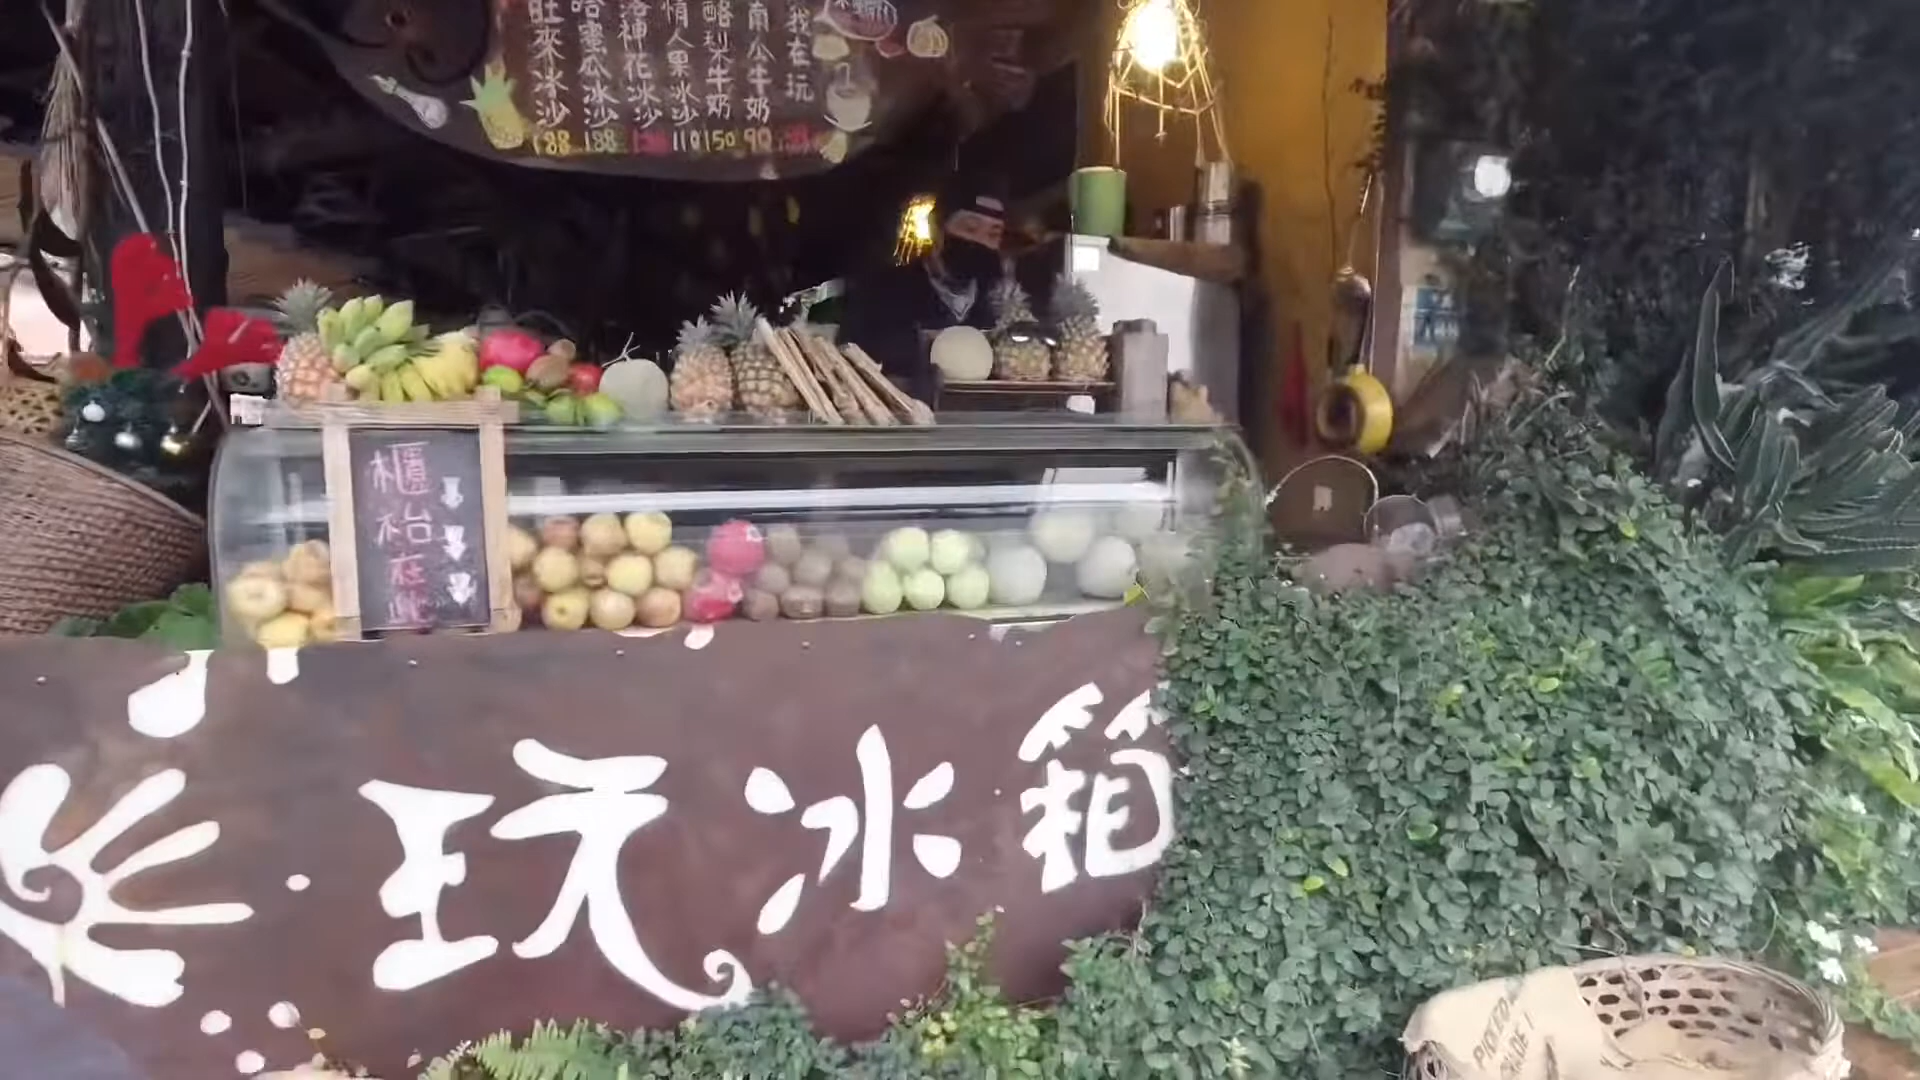 我在玩
木瓜牛奶 90
酪梨牛奶 150
情人果冰沙 110
洛神花冰沙
哈蜜瓜冰沙 188
旺來冰沙 188
櫃枱在此
玩冰箱